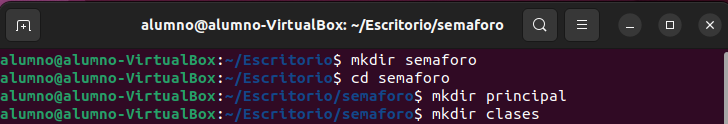 alumno@alumno-VirtualBox: ~/Escritorio/semaforo
alumno@alumno-VirtualBox:~/Escritorio$ mkdir semaforo
alumno@alumno-VirtualBox:~/Escritorio$ cd semaforo
alumno@alumno-VirtualBox:~/Escritorio/semaforo$ mkdir principal
alumno@alumno-VirtualBox:~/Escritorio/semaforo$ mkdir clases